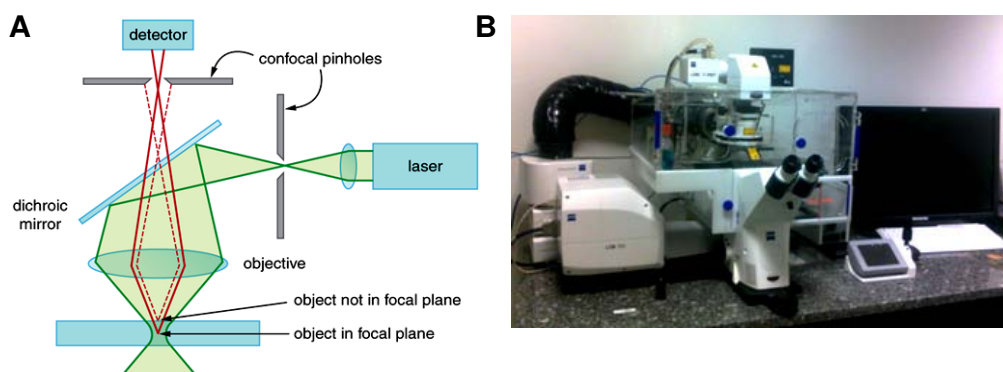 A
detector
confocal pinholes
laser
dichroic
mirror
objective
object not in focal plane
object in focal plane
B